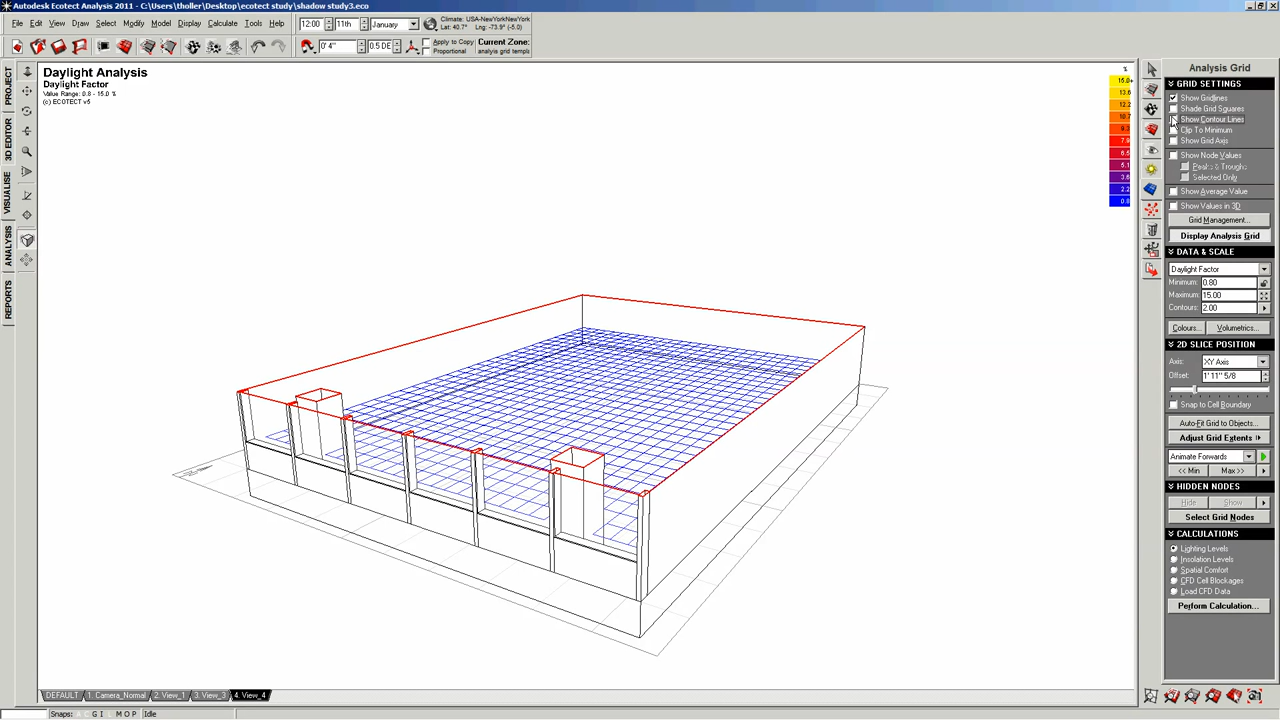 Autodesk Ecotect Analysis 2011 - C:\Users\tholler\Desktop\ecotect study\shadow study3.eco
File Edit View Draw Select Modify Model Display Calculate Tools Help
12:00 11th January
Climate: USA-NewYorkNewYork
Lat: 40.7° Lng: -73.9° (-5.0)
0' 4" 0.5 DE
Apply to Copy
Proportional
Current Zone:
analysis grid templ
PROJECT
3D EDITOR
VISUALISE
ANALYSIS
REPORTS
Daylight Analysis
Daylight Factor
Value Range: 0.8 - 15.0 %
(c) ECOTECT v5
%
15.0+
13.6
12.2
10.7
9.3
7.9
6.5
5.1
3.6
2.2
0.8
Analysis Grid
GRID SETTINGS
Show Gridlines
Shade Grid Squares
Show Contour Lines
Clip To Minimum
Show Grid Axis
Show Node Values
Peaks & Troughs
Selected Only
Show Average Value
Show Values in 3D
Grid Management...
Display Analysis Grid
DATA & SCALE
Daylight Factor
Minimum: 0.80
Maximum: 15.00
Contours: 2.00
Colours... Volumetrics...
2D SLICE POSITION
Axis: XY Axis
Offset: 1' 11" 5/8
Snap to Cell Boundary
Auto-Fit Grid to Objects...
Adjust Grid Extents
Animate Forwards
<< Min Max >>
HIDDEN NODES
Hide Show
Select Grid Nodes
CALCULATIONS
Lighting Levels
Insolation Levels
Spatial Comfort
CFD Cell Blockages
Load CFD Data
Perform Calculation...
DEFAULT 1. Camera_Normal 2. View_1 3. View_3 4. View_4
Snaps: A C G I L M O P Idle